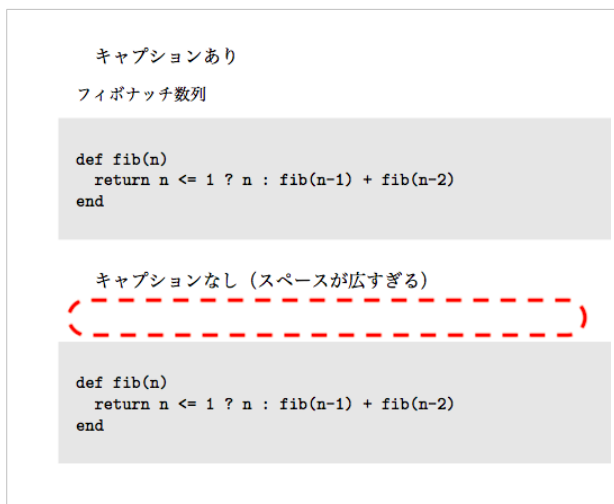 キャプションあり
フィボナッチ数列
def fib(n)
  return n <= 1 ? n : fib(n-1) + fib(n-2)
end
キャプションなし（スペースが広すぎる）
def fib(n)
  return n <= 1 ? n : fib(n-1) + fib(n-2)
end